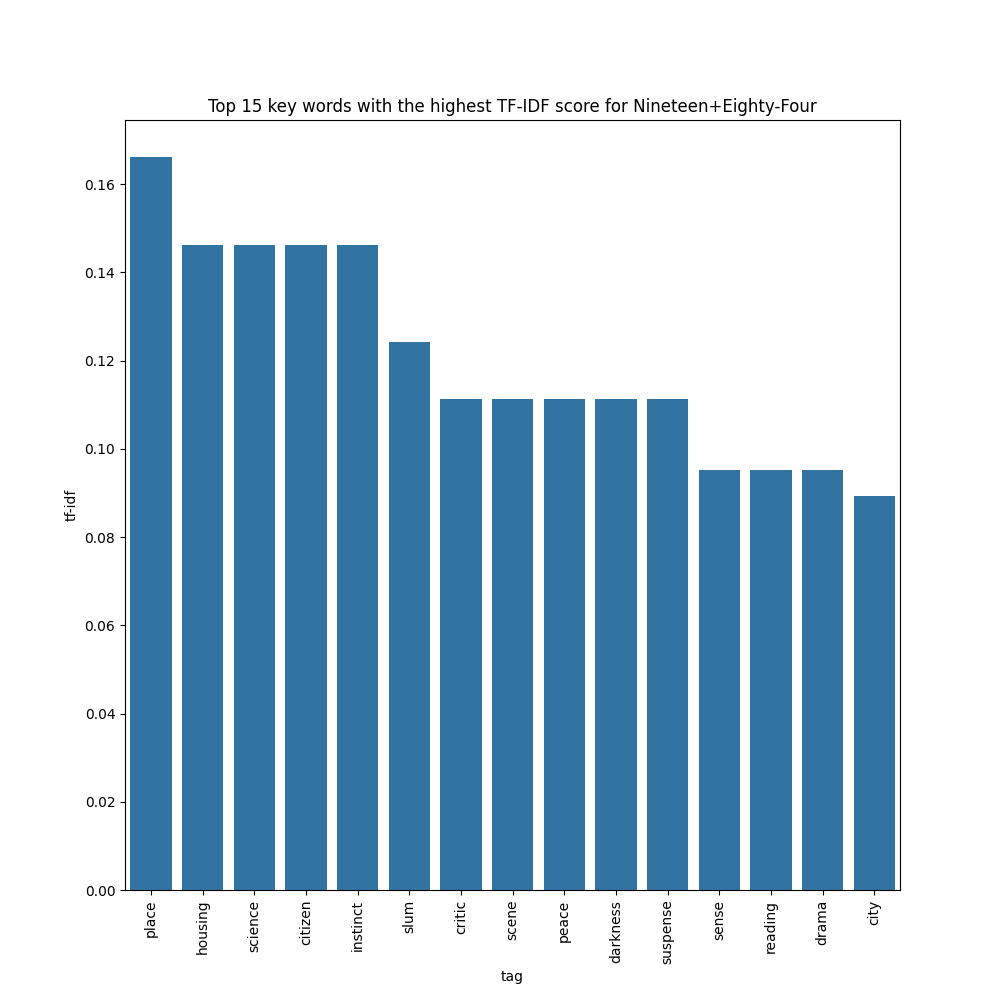 Top 15 key words with the highest TF-IDF score for Nineteen+Eighty-Four
0.16
0.14
0.12
0.10
0.08
0.06
0.04
0.02
0.00
tf-idf
place
housing
science
citizen
instinct
slum
critic
scene
peace
darkness
suspense
sense
reading
drama
city
tag